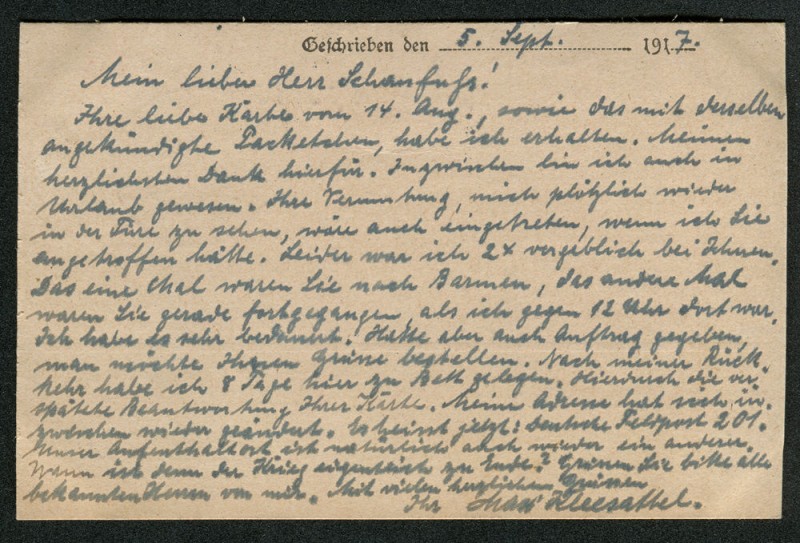 Geschrieben den 5. Sept. 1917.
Mein lieber Herr Schaufuß!
Ihre liebe Karte vom 14. Aug., sowie das mit derselben
angekündigte Packetchen, habe ich erhalten. Meinen
herzlichsten Dank hierfür. Inzwischen bin ich auch in
Urlaub gewesen. Ihre Vermutung, mich plötzlich wieder
in der Türe zu sehen, wäre auch eingetreten, wenn ich Sie
angetroffen hätte. Leider war ich 2x vergeblich bei Ihnen.
Das eine Mal waren Sie nach Barmen, das andere Mal
waren Sie gerade fortgegangen, als ich gegen 12 Uhr dort war.
Ich habe es sehr bedauert. Hatte aber auch Auftrag gegeben,
man möchte Ihnen Grüsse bestellen. Nach meiner Rück-
kehr habe ich 8 Tage hier zu Bett gelegen. Hierdurch die ver-
spätete Beantwortung Ihrer Karte. Meine Adresse hat sich in-
zwischen wieder geändert. Es heisst jetzt: Deutsche Feldpost 201.
Unser Aufenthaltsort ist natürlich auch wieder ein anderer.
Wann ist denn der Krieg eigentlich zu Ende? Grüssen Sie bitte alle
bekannten Herren von mir. Mit vielen herzlichen Grüssen
Ihr Max Kleesattel.